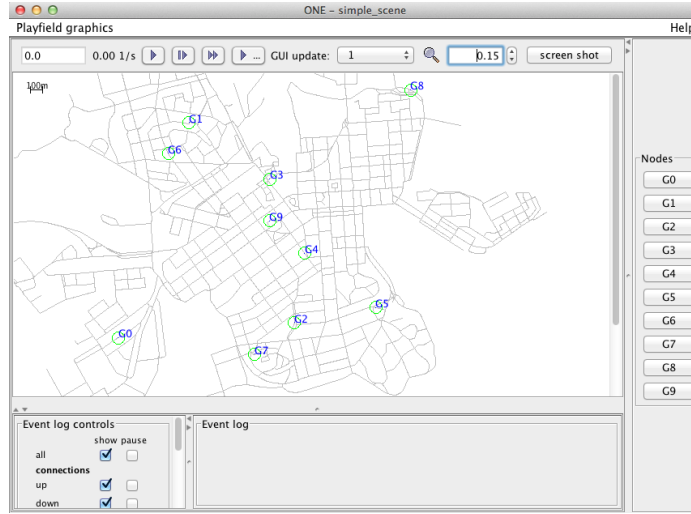 ONE - simple_scene
Playfield graphics
Help
0.0
0.00 1/s
...
GUI update:
1
0.15
screen shot
100m
G8
G1
G6
G3
G9
G4
G5
G2
G0
G7
Nodes
G0
G1
G2
G3
G4
G5
G6
G7
G8
G9
Event log controls
show pause
all
connections
up
down
Event log